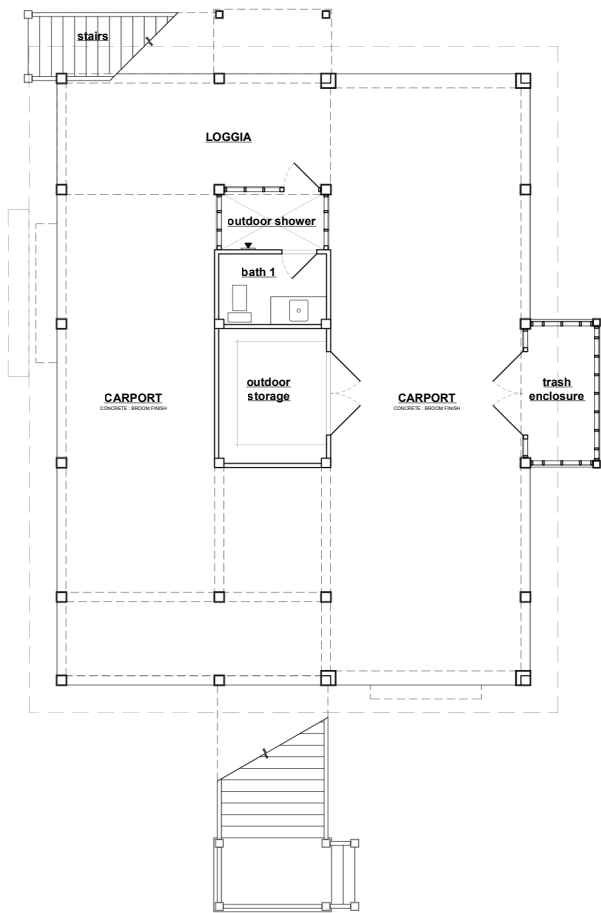 stairs
LOGGIA
outdoor shower
bath 1
outdoor
storage
CARPORT
CONCRETE : BROOM FINISH
CARPORT
CONCRETE : BROOM FINISH
trash
enclosure